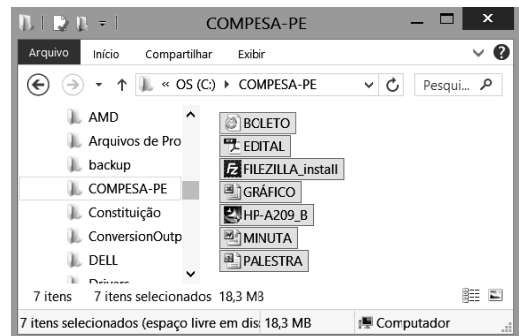 COMPESA-PE
Arquivo Início Compartilhar Exibir
« OS (C:) COMPESA-PE Pesqui...
AMD
Arquivos de Pro
backup
COMPESA-PE
Constituição
ConversionOutp
DELL
Drivers
BOLETO
EDITAL
FILEZILLA_install
GRÁFICO
HP-A209_B
MINUTA
PALESTRA
7 itens 7 itens selecionados 18,3 MB
7 itens selecionados (espaço livre em dis 18,3 MB Computador